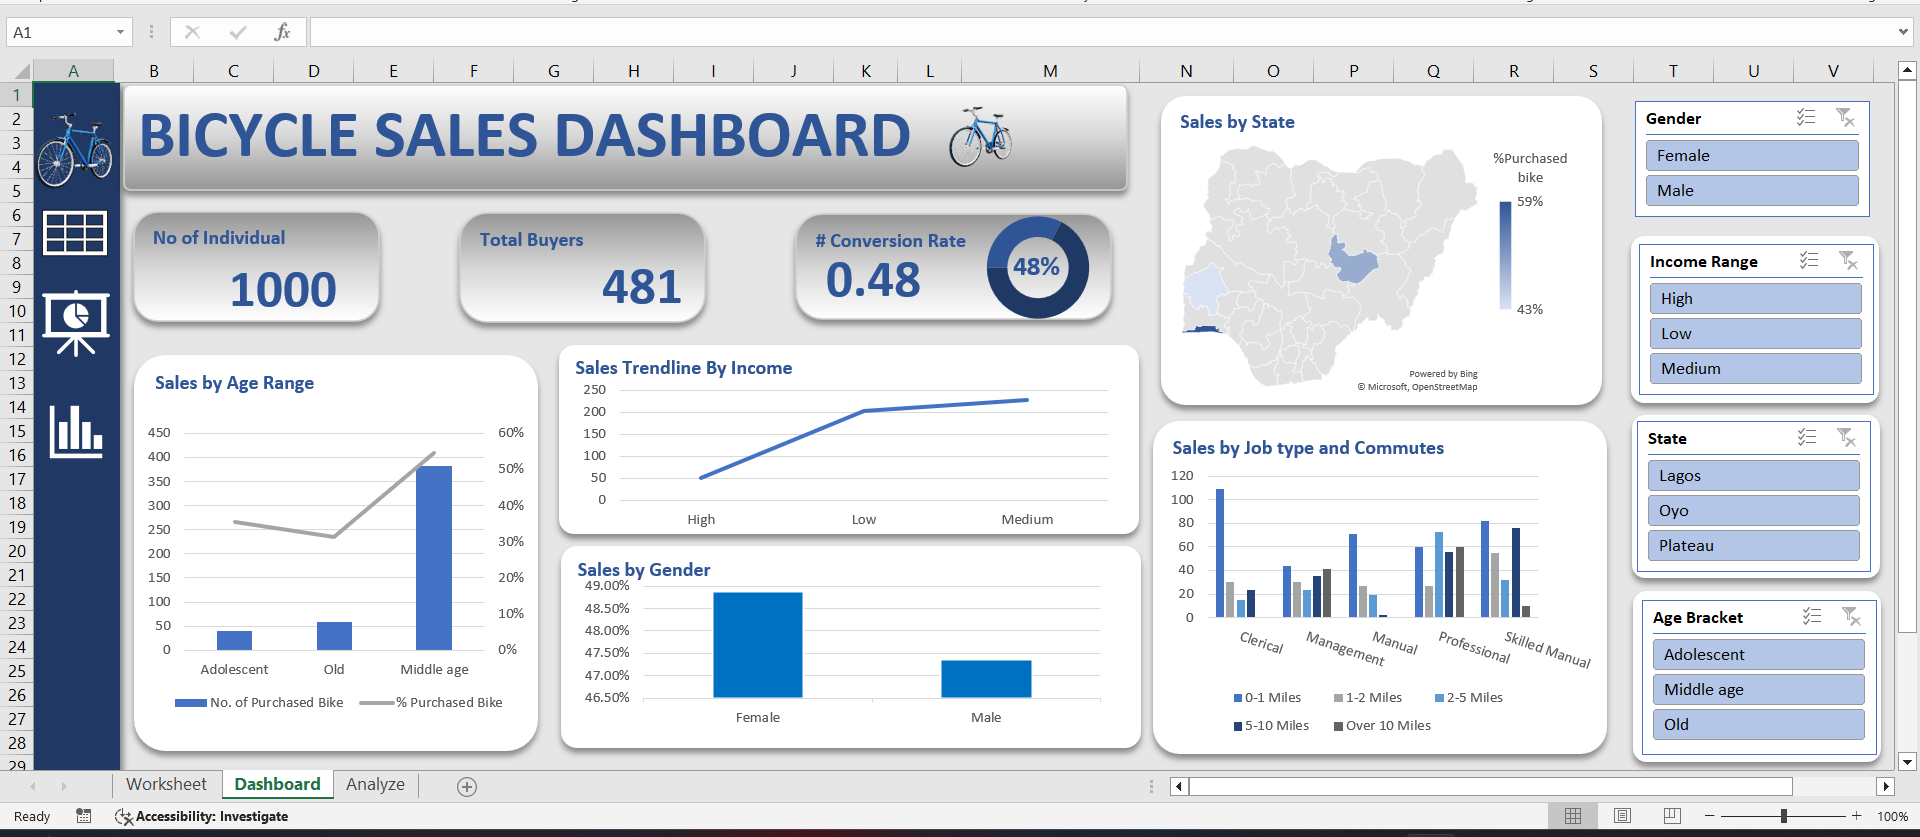 A1
fx
A B C D E F G H I J K L M N O P Q R S T U V
1
2
3
4
5
6
7
8
9
10
11
12
13
14
15
16
17
18
19
20
21
22
23
24
25
26
27
28
29
BICYCLE SALES DASHBOARD
No of Individual
1000
Total Buyers
481
# Conversion Rate
0.48
48%
Sales by Age Range
450
400
350
300
250
200
150
100
50
0
60%
50%
40%
30%
20%
10%
0%
Adolescent Old Middle age
No. of Purchased Bike % Purchased Bike
Sales Trendline By Income
250
200
150
100
50
0
High Low Medium
Sales by Gender
49.00%
48.50%
48.00%
47.50%
47.00%
46.50%
Female Male
Sales by State
%Purchased
bike
59%
43%
Powered by Bing
© Microsoft, OpenStreetMap
Sales by Job type and Commutes
120
100
80
60
40
20
0
Clerical Management Manual Professional Skilled Manual
0-1 Miles 1-2 Miles 2-5 Miles
5-10 Miles Over 10 Miles
Gender
Female
Male
Income Range
High
Low
Medium
State
Lagos
Oyo
Plateau
Age Bracket
Adolescent
Middle age
Old
Worksheet Dashboard Analyze
Ready Accessibility: Investigate 100%